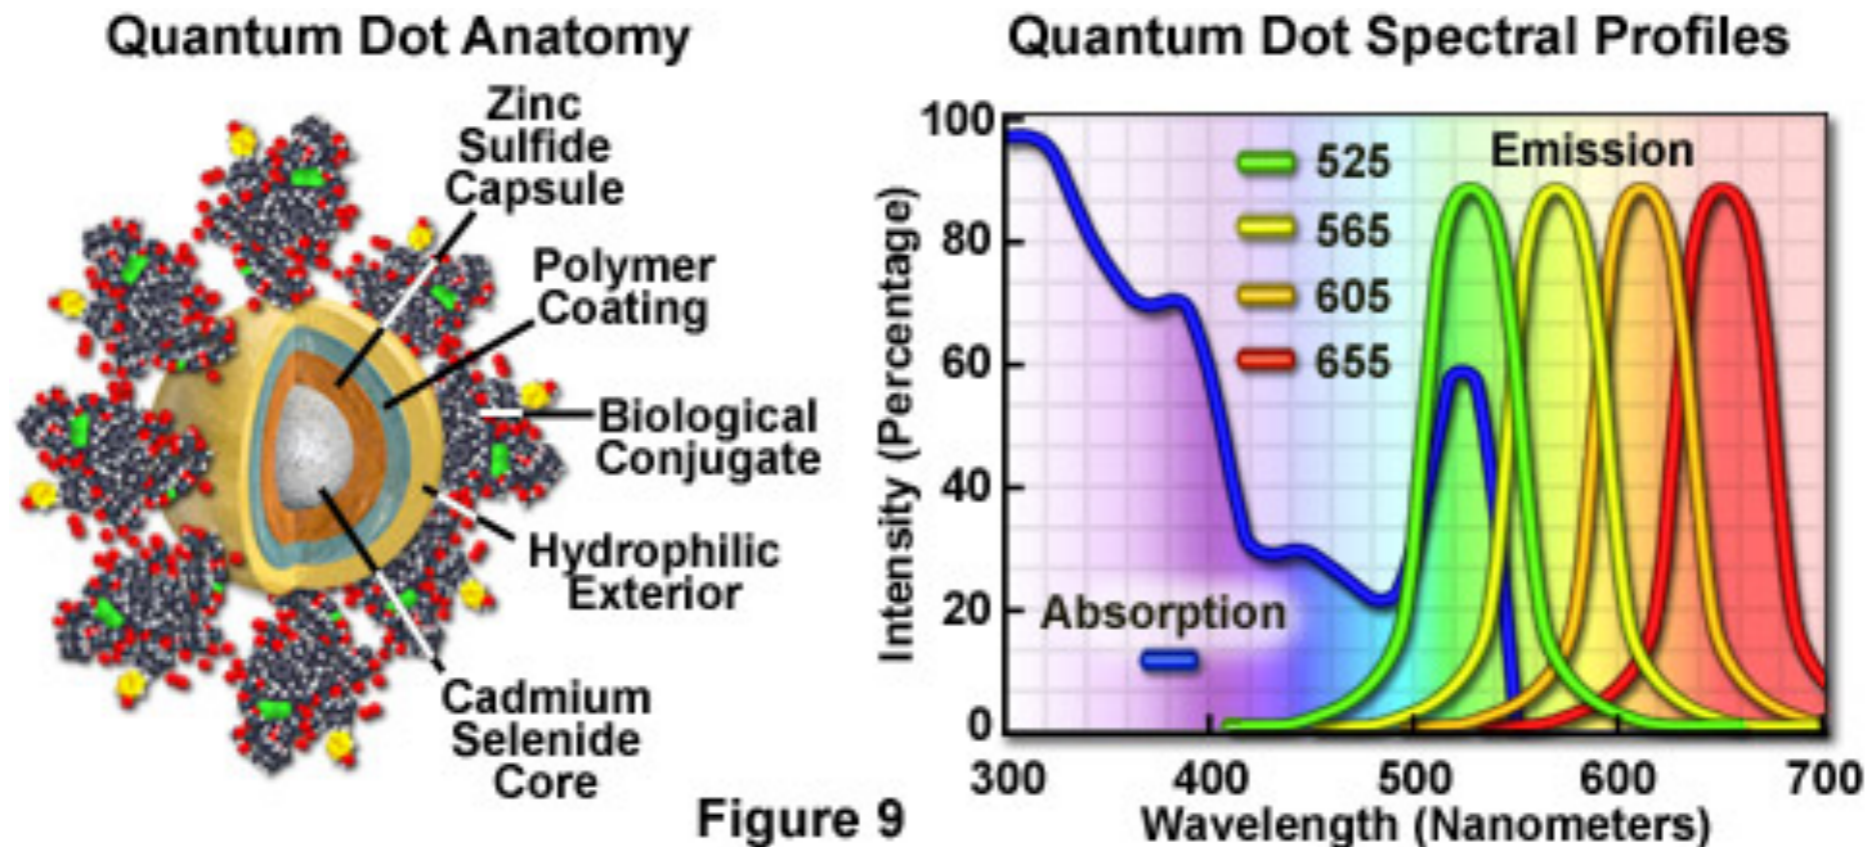 Quantum Dot Anatomy
Zinc
Sulfide
Capsule
Polymer
Coating
Biological
Conjugate
Hydrophilic
Exterior
Cadmium
Selenide
Core
Figure 9
Quantum Dot Spectral Profiles
Intensity (Percentage)
100
80
60
40
20
0
525
565
605
655
Emission
Absorption
300 400 500 600 700
Wavelength (Nanometers)